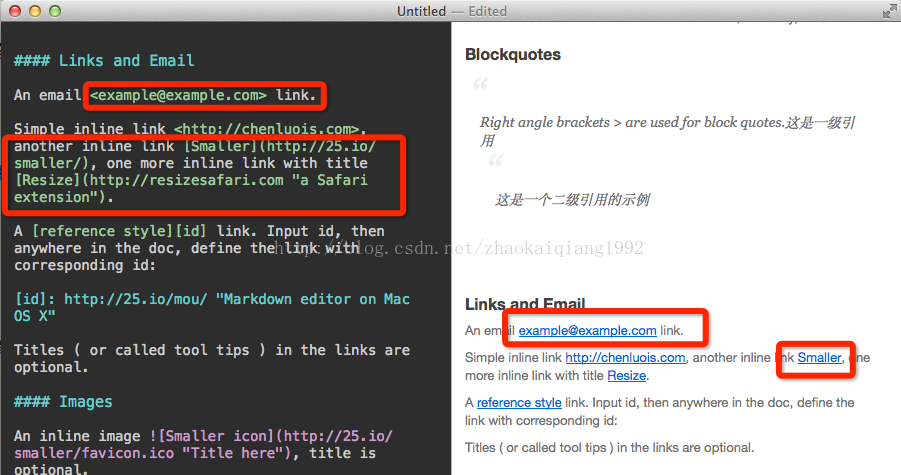 Untitled — Edited
#### Links and Email
An email <example@example.com> link.
Simple inline link <http://chenluois.com>,
another inline link [Smaller](http://25.io/
smaller/), one more inline link with title
[Resize](http://resizesafari.com "a Safari
extension").
A [reference style][id] link. Input id, then
anywhere in the doc, define the link with
corresponding id:
[id]: http://25.io/mou/ "Markdown editor on Mac
OS X"
Titles ( or called tool tips ) in the links are
optional.
#### Images
An inline image ![Smaller icon](http://25.io/
smaller/favicon.ico "Title here"), title is
optional.
Blockquotes
“
Right angle brackets > are used for block quotes.这是一级引
用
“
这是一个二级引用的示例
http://blog.csdn.net/zhaokaiqiang1992
Links and Email
An email example@example.com link.
Simple inline link http://chenluois.com, another inline link Smaller, one
more inline link with title Resize.
A reference style link. Input id, then anywhere in the doc, define the
link with corresponding id:
Titles ( or called tool tips ) in the links are optional.